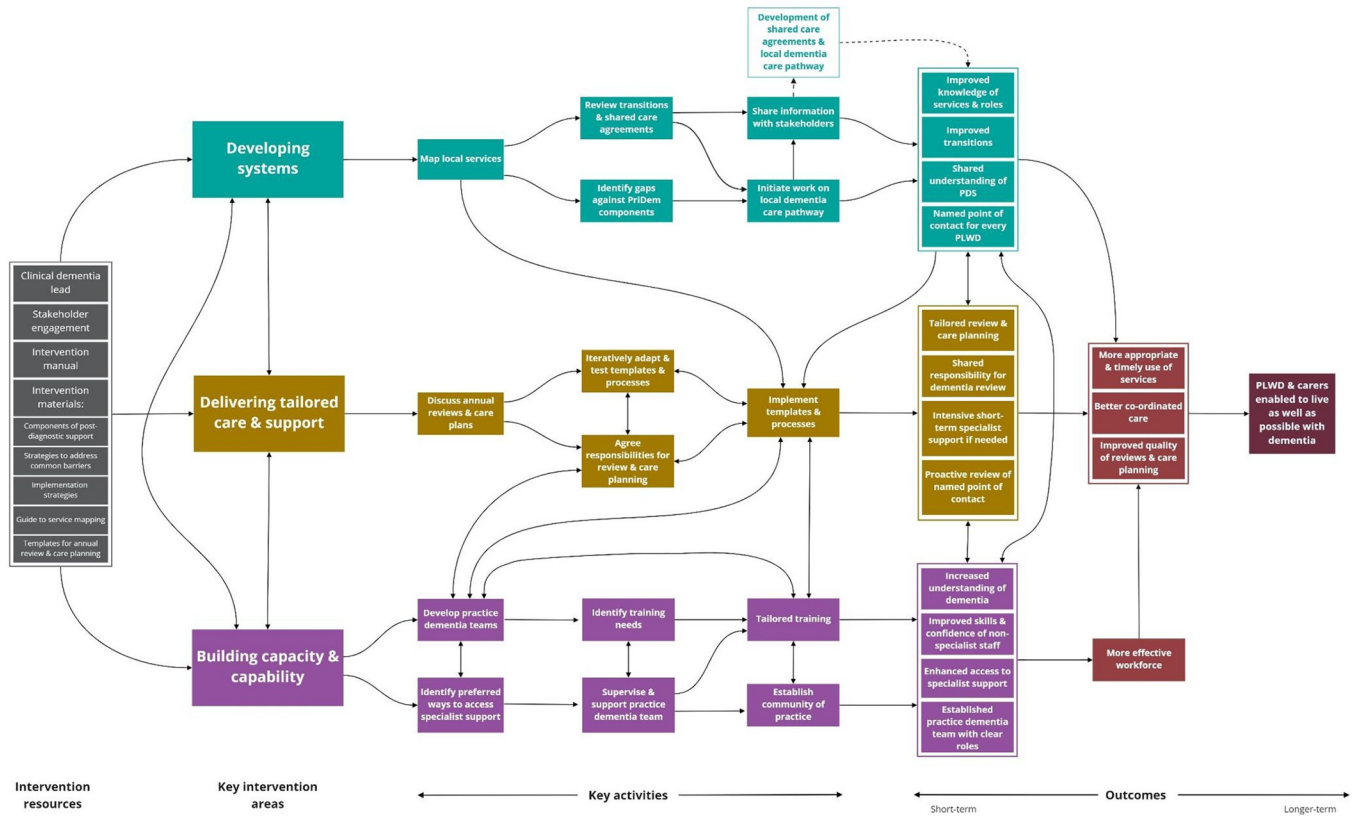 Clinical dementia
lead
Stakeholder
engagement
Intervention
manual
Intervention
materials:
Components of post-
diagnostic support
Strategies to address
common barriers
Implementation
strategies
Guide to service mapping
Templates for annual
review & care planning
Developing
systems
Delivering tailored
care & support
Building capacity &
capability
Map local services
Review transitions
& shared care
agreements
Identify gaps
against PriDem
components
Development of
shared care
agreements &
local dementia
care pathway
Share information
with stakeholders
Initiate work on
local dementia
care pathway
Discuss annual
reviews & care
plans
Iteratively adapt &
test templates &
processes
Agree
responsibilities for
review & care
planning
Implement
templates &
processes
Develop practice
dementia teams
Identify training
needs
Tailored training
Identify preferred
ways to access
specialist support
Supervise &
support practice
dementia team
Establish
community of
practice
Improved
knowledge of
services & roles
Improved
transitions
Shared
understanding of
PDS
Named point of
contact for every
PLWD
Tailored review &
care planning
Shared
responsibility for
dementia review
Intensive short-
term specialist
support if needed
Proactive review of
named point of
contact
Increased
understanding of
dementia
Improved skills &
confidence of non-
specialist staff
Enhanced access to
specialist support
Established
practice dementia
team with clear
roles
More appropriate
& timely use of
services
Better co-ordinated
care
Improved quality
of reviews & care
planning
More effective
workforce
PLWD & carers
enabled to live
as well as
possible with
dementia
Intervention
resources
Key intervention
areas
Key activities
Outcomes
Short-term
Longer-term